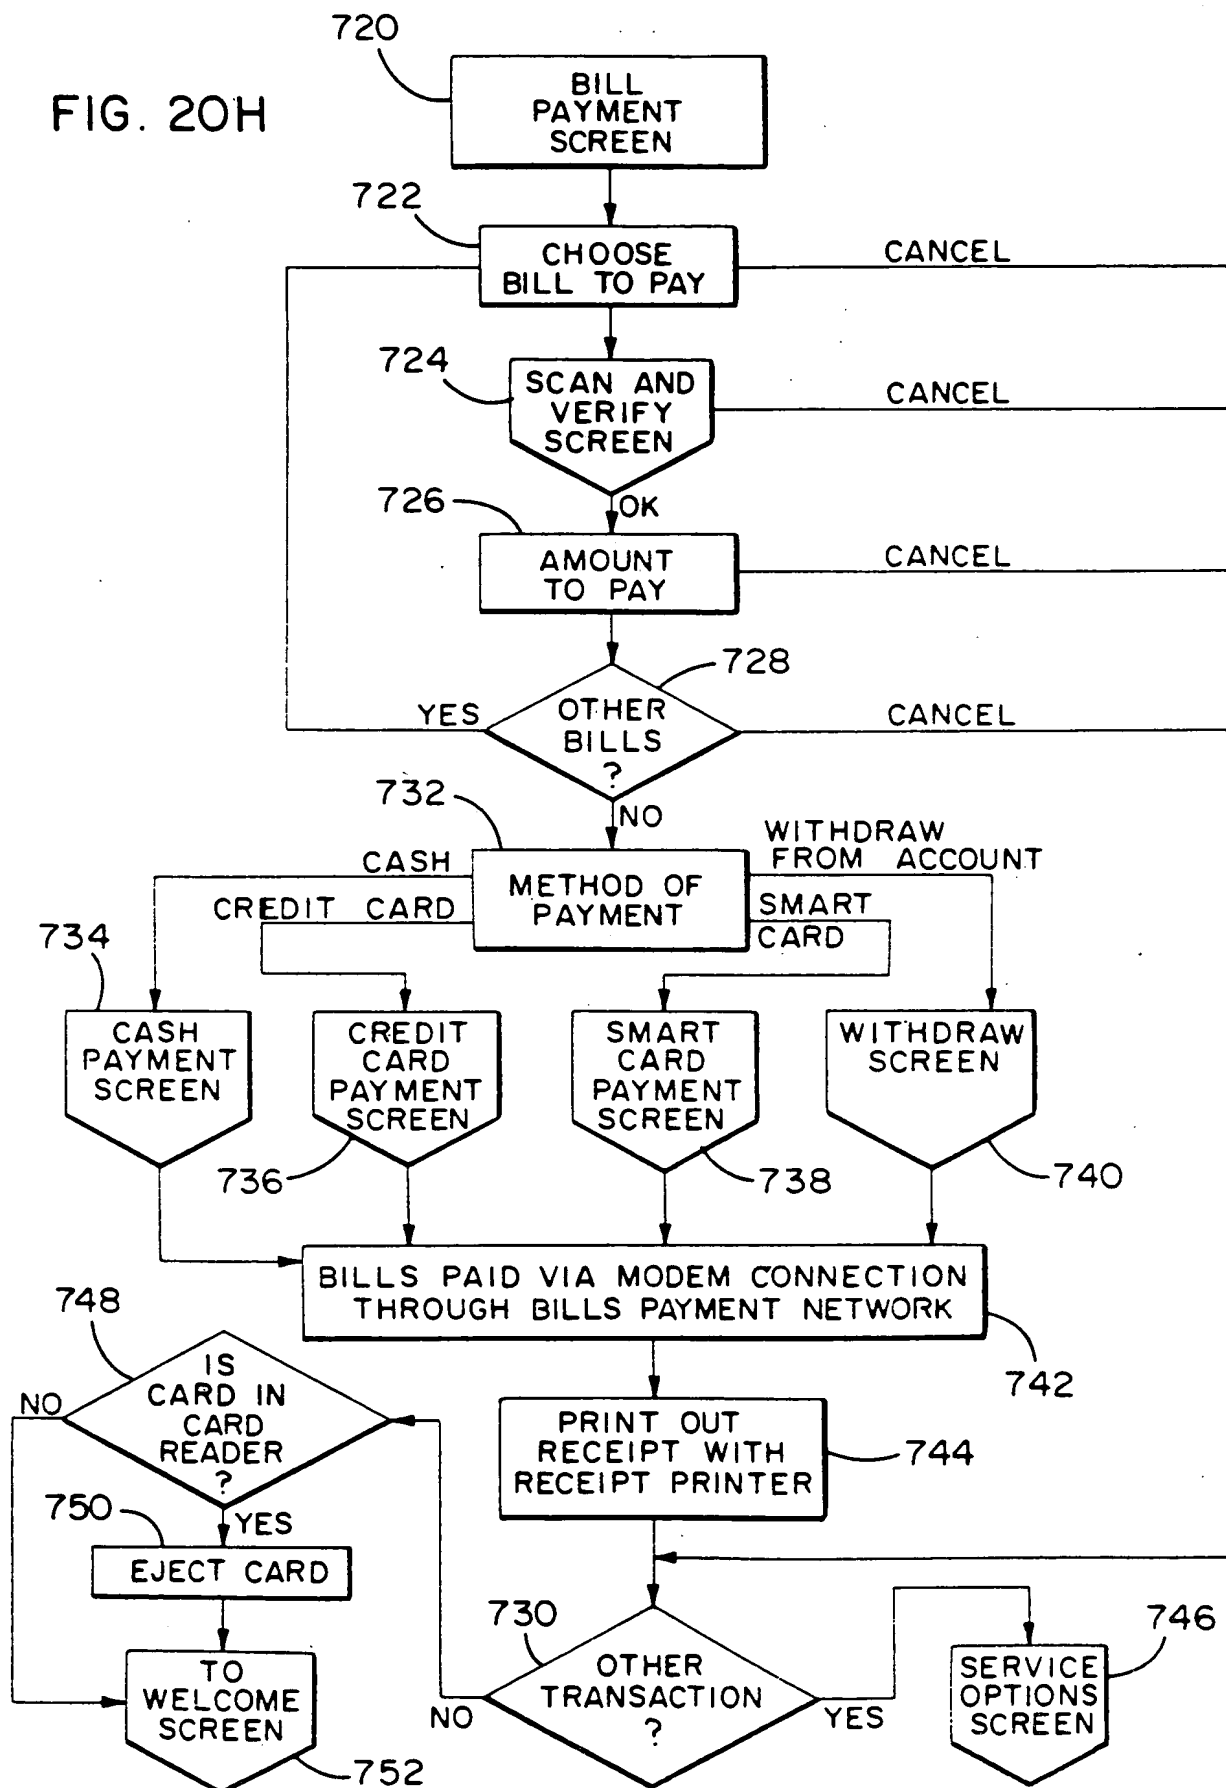 720
FIG. 20H
BILL
PAYMENT
SCREEN
722
CHOOSE
BILL TO PAY
CANCEL
724
SCAN AND
VERIFY
SCREEN
CANCEL
OK
726
AMOUNT
TO PAY
CANCEL
728
OTHER
BILLS
?
YES
CANCEL
NO
732
METHOD OF
PAYMENT
CASH
CREDIT CARD
WITHDRAW
FROM ACCOUNT
SMART
CARD
734
CASH
PAYMENT
SCREEN
CREDIT
CARD
PAYMENT
SCREEN
SMART
CARD
PAYMENT
SCREEN
WITHDRAW
SCREEN
736
738
740
BILLS PAID VIA MODEM CONNECTION
THROUGH BILLS PAYMENT NETWORK
742
748
IS
CARD IN
CARD
READER
?
NO
YES
PRINT OUT
RECEIPT WITH
RECEIPT PRINTER
744
750
EJECT CARD
730
OTHER
TRANSACTION
?
NO
YES
746
SERVICE
OPTIONS
SCREEN
TO
WELCOME
SCREEN
752